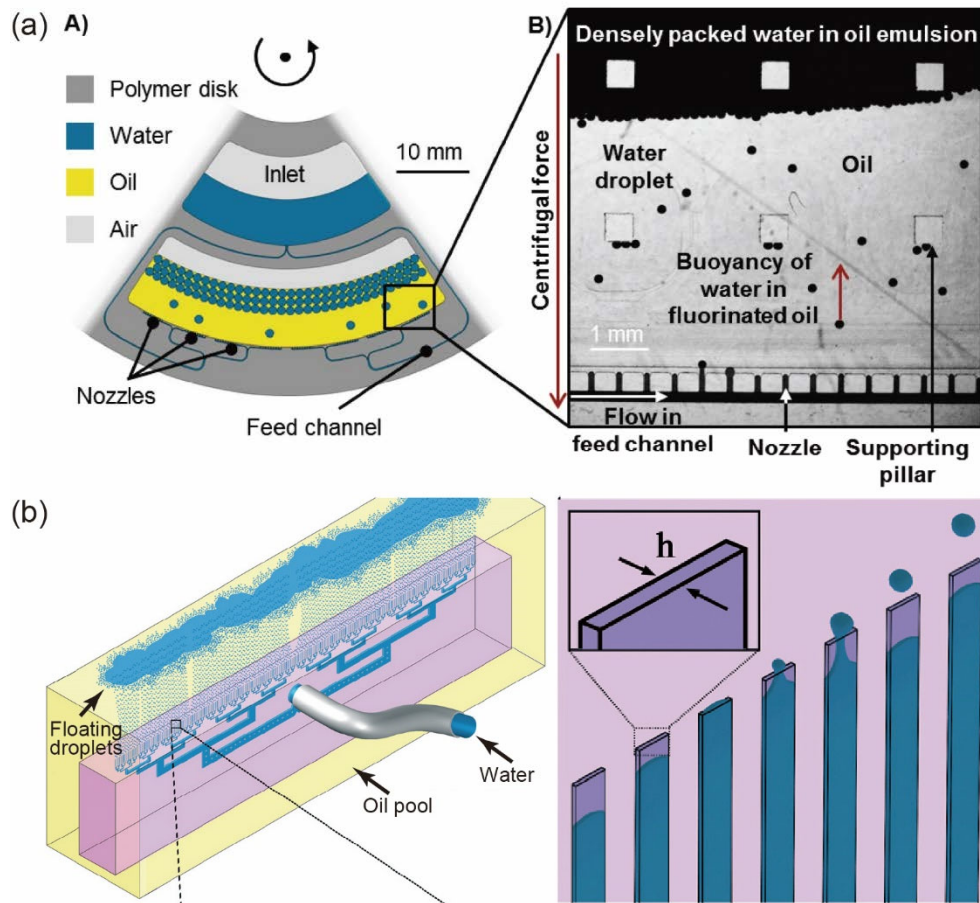 (a) A)
Polymer disk
Water
Oil
Air
10 mm
Inlet
Nozzles
Feed channel
B)
Densely packed water in oil emulsion
Centrifugal force
Water
droplet
Oil
Buoyancy of
water in
fluorinated oil
1 mm
Flow in
feed channel
Nozzle
Supporting
pillar
(b)
Floating
droplets
Water
Oil pool
h